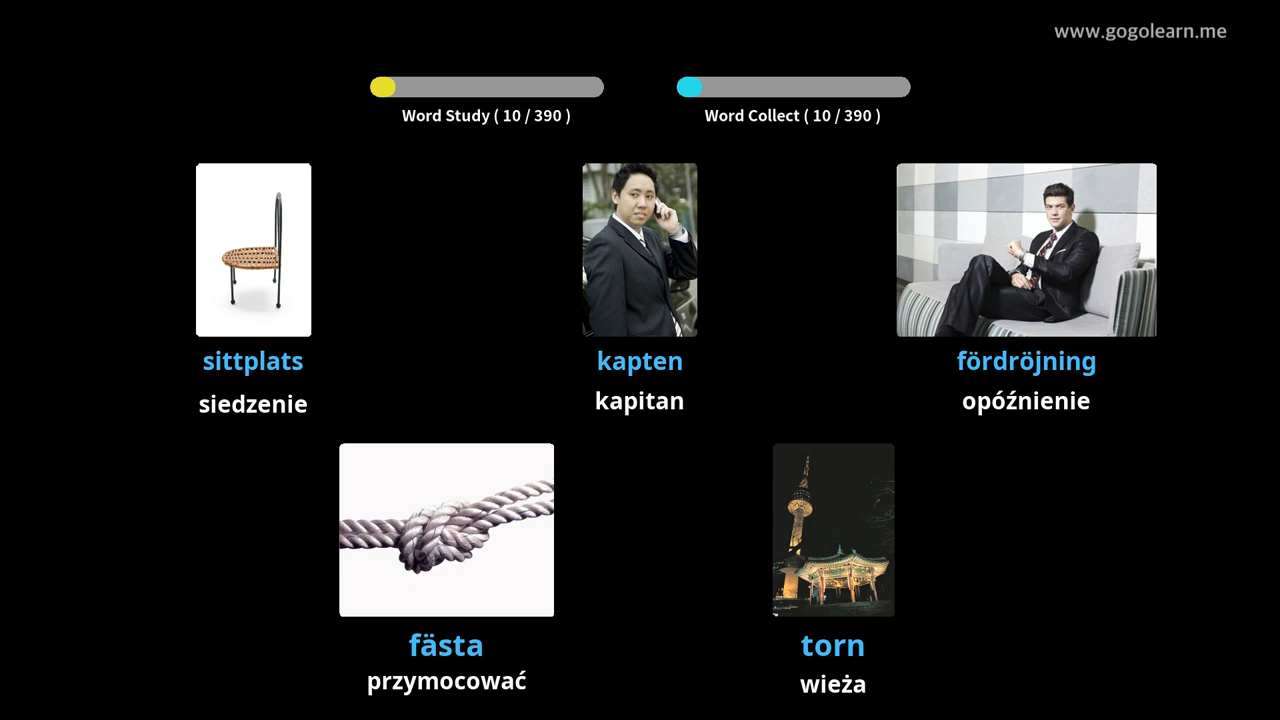 www.gogolearn.me
Word Study ( 10 / 390 )
Word Collect ( 10 / 390 )
sittplats
siedzenie
kapten
kapitan
fördröjning
opóźnienie
fästa
przymocować
torn
wieża